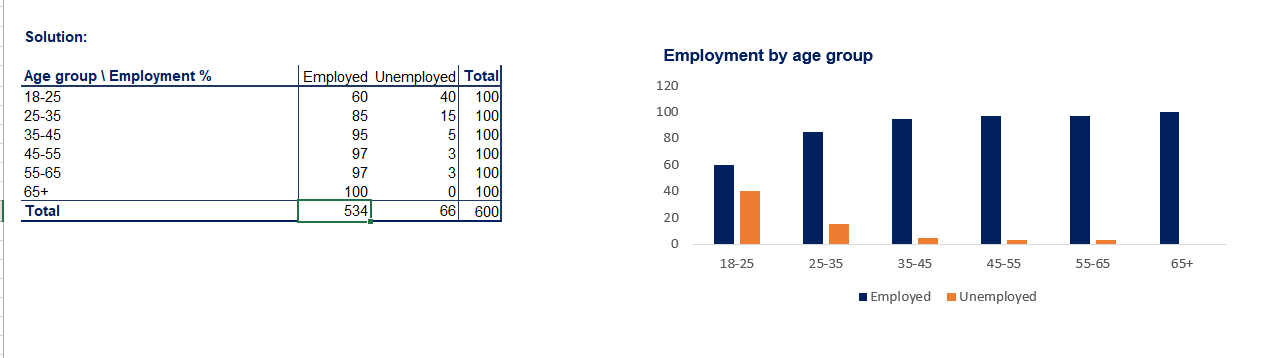 Solution:
Age group \ Employment % Employed Unemployed Total
18-25 60 40 100
25-35 85 15 100
35-45 95 5 100
45-55 97 3 100
55-65 97 3 100
65+ 100 0 100
Total 534 66 600
Employment by age group
120
100
80
60
40
20
0
18-25 25-35 35-45 45-55 55-65 65+
Employed Unemployed